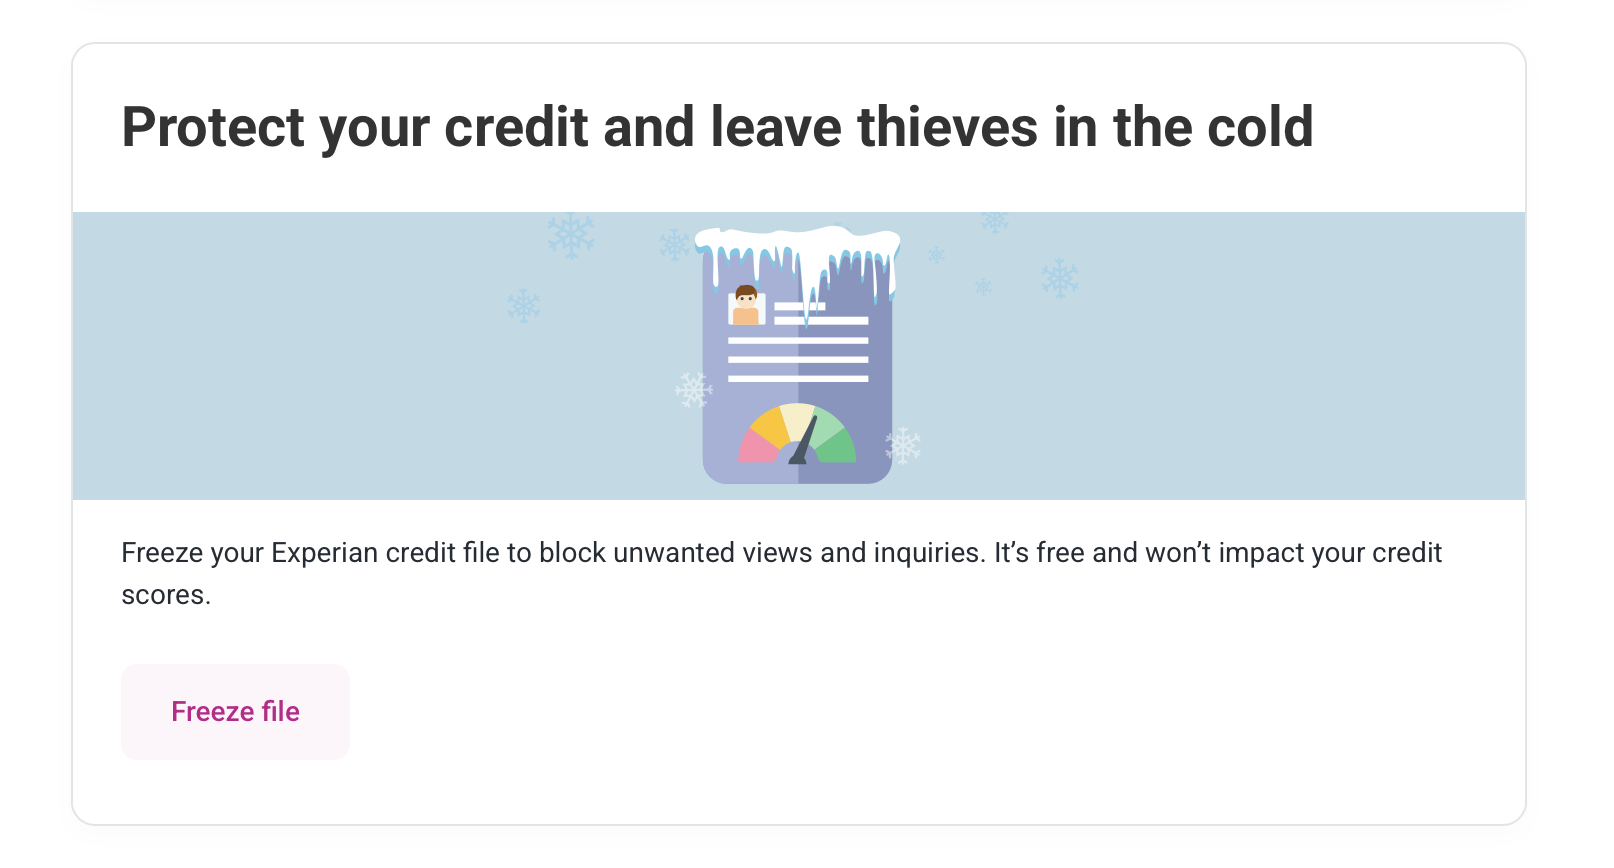 Protect your credit and leave thieves in the cold
Freeze your Experian credit file to block unwanted views and inquiries. It’s free and won’t impact your credit
scores.
Freeze file